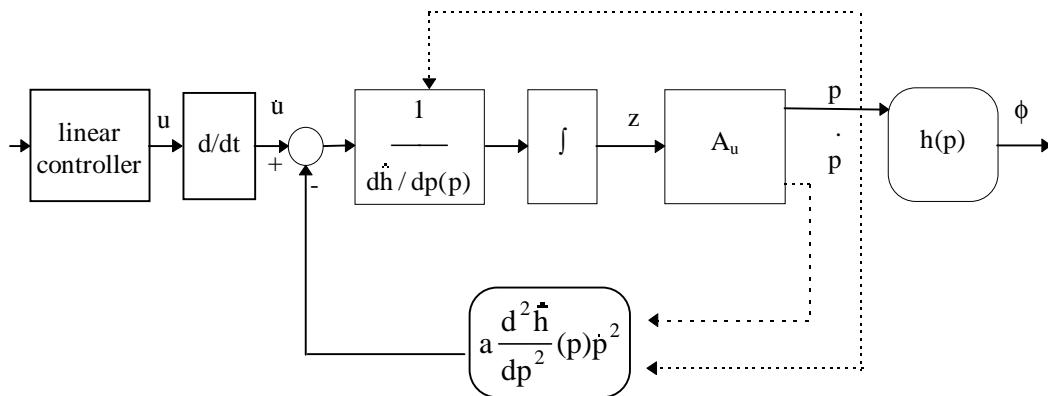 linear
controller
u
d/dt
u̇
+
-
1
dĥ/dp(p)
∫
z
A_u
p
ṗ
h(p)
ϕ
a d²ĥ/dp² (p)ṗ²